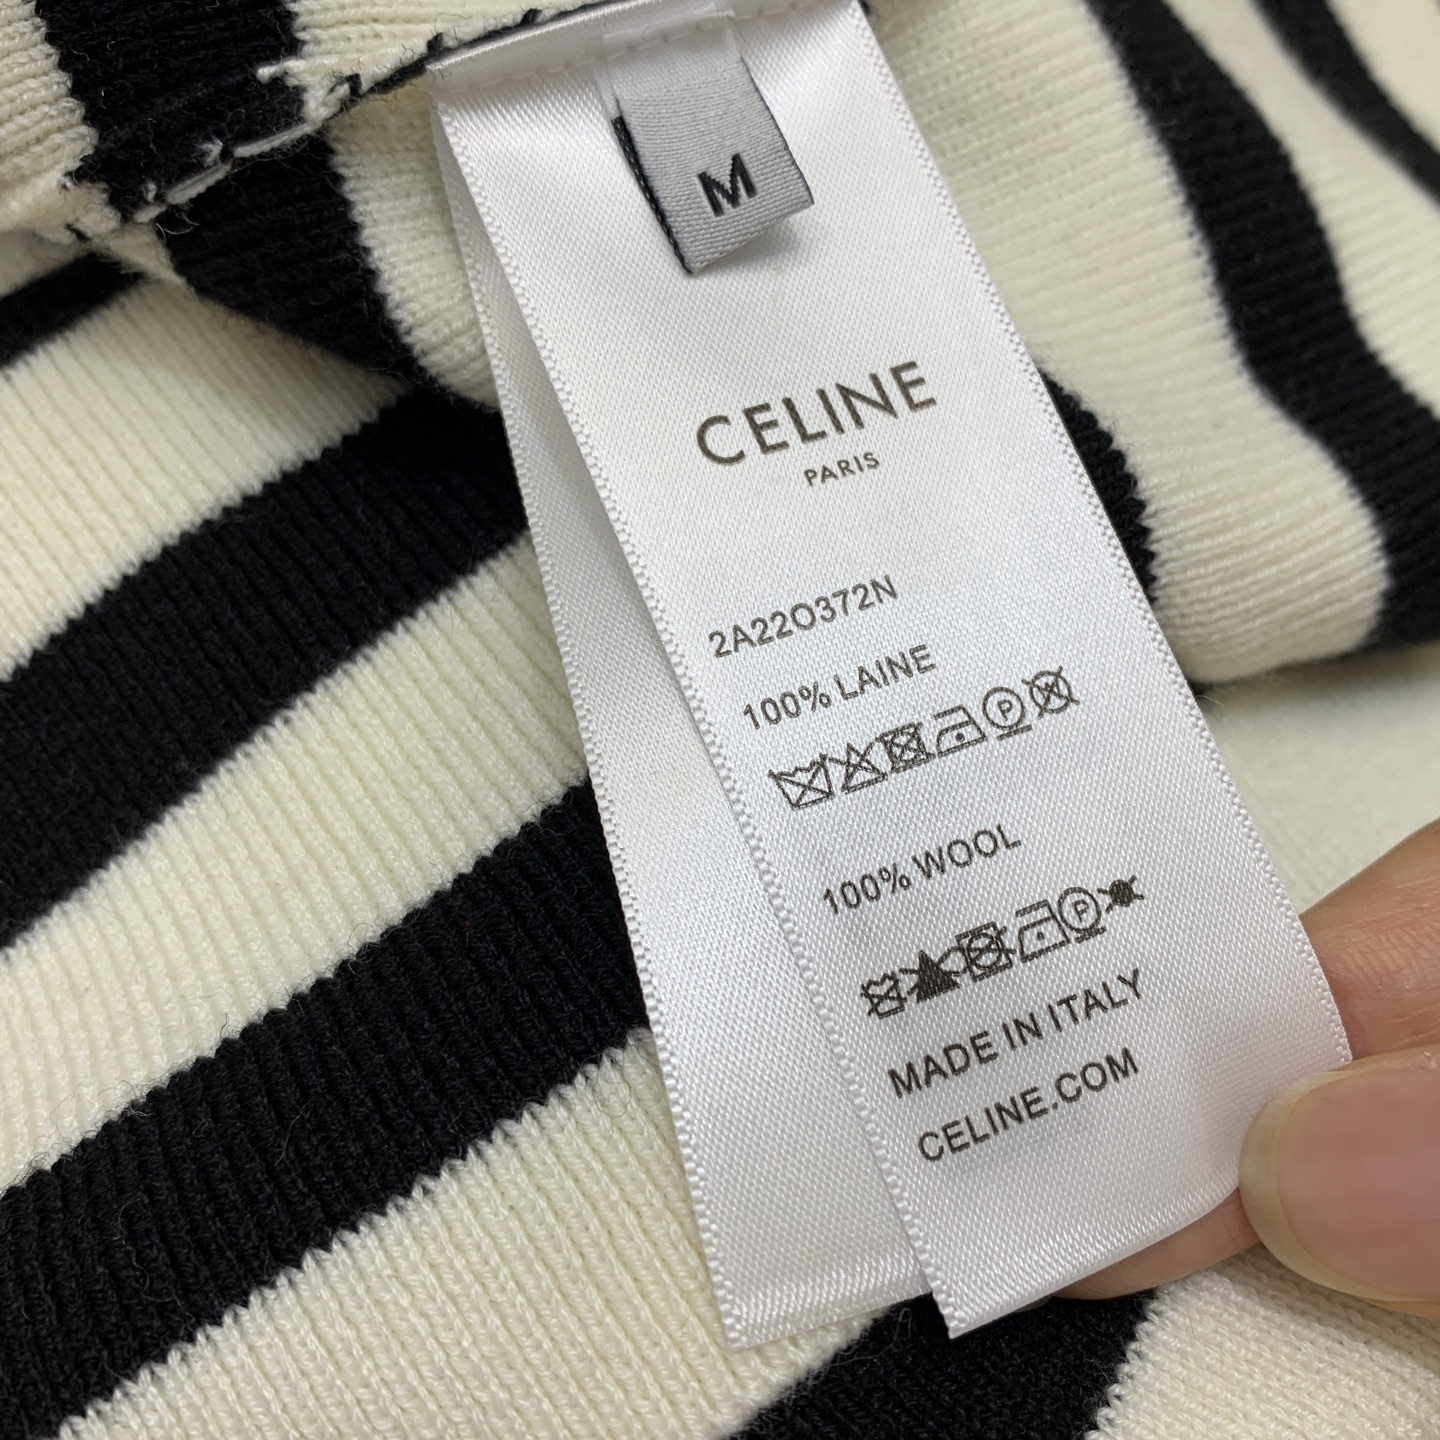 M
CELINE
PARIS
2A22O372N
100% LAINE
P
100% WOOL
P
MADE IN ITALY
CELINE.COM